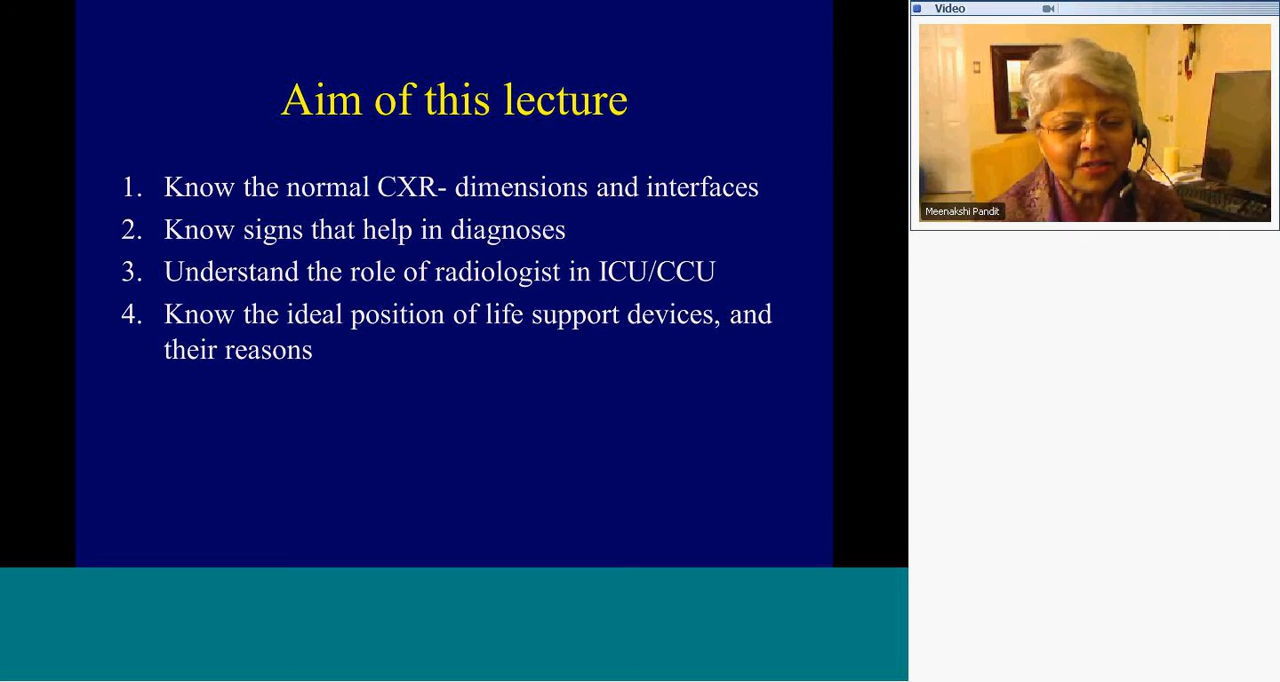 Aim of this lecture
1. Know the normal CXR- dimensions and interfaces
2. Know signs that help in diagnoses
3. Understand the role of radiologist in ICU/CCU
4. Know the ideal position of life support devices, and
their reasons
Video
Meenakshi Pandit